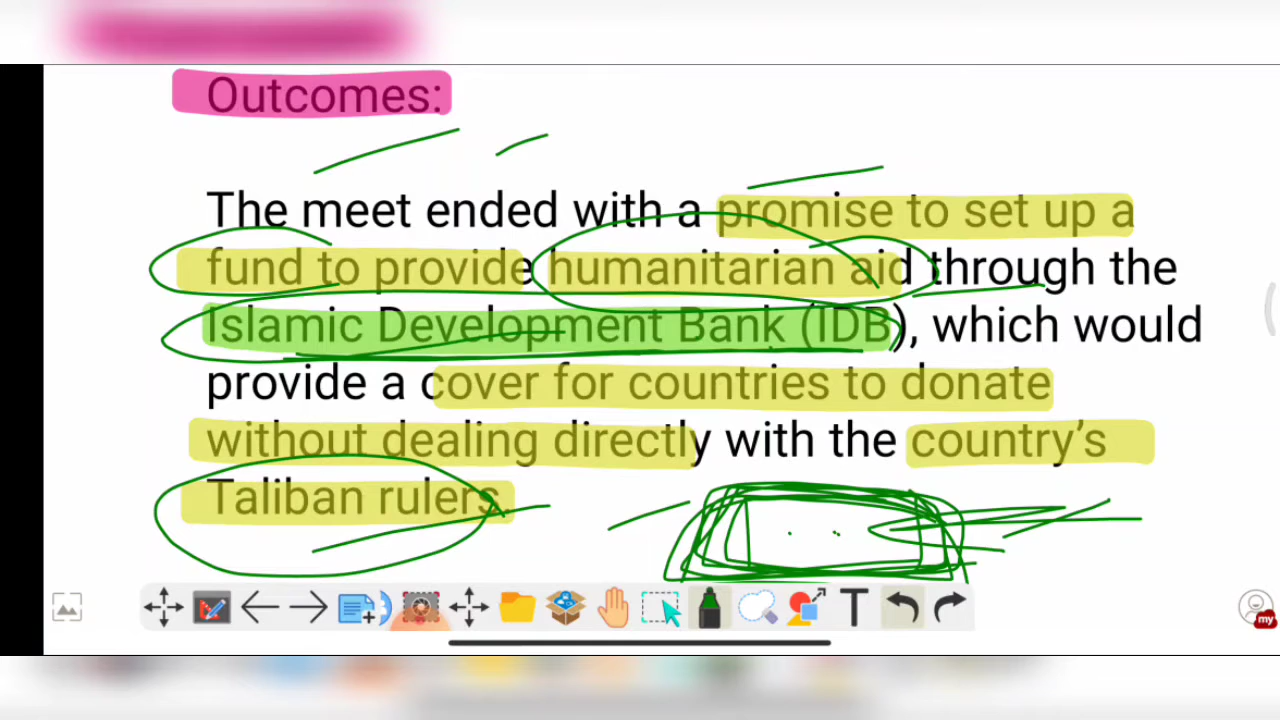 Outcomes:
The meet ended with a promise to set up a
fund to provide humanitarian aid through the
Islamic Development Bank (IDB), which would
provide a cover for countries to donate
without dealing directly with the country's
Taliban rulers.
T
my